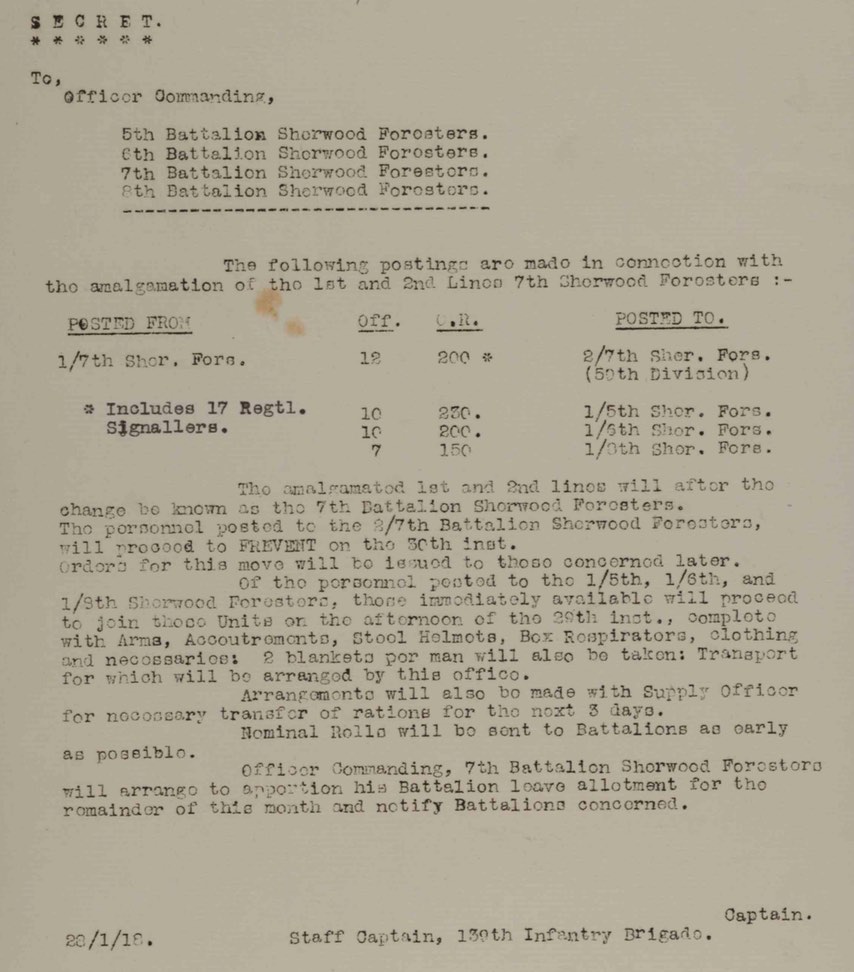 SECRET.
* * * * * *
To,
Officer Commanding,
5th Battalion Sherwood Foresters.
6th Battalion Sherwood Foresters.
7th Battalion Sherwood Foresters.
8th Battalion Sherwood Foresters.
The following postings are made in connection with
the amalgamation of the 1st and 2nd Lines 7th Sherwood Foresters :-
POSTED FROM Off. O.R. POSTED TO.
1/7th Sher. Fors. 12 200 * 2/7th Sher. Fors.
(59th Division)
* Includes 17 Regtl. 10 230. 1/5th Sher. Fors.
Signallers. 10 200. 1/6th Sher. Fors.
7 150 1/8th Sher. Fors.
The amalgamated 1st and 2nd lines will after the
change be known as the 7th Battalion Sherwood Foresters.
The personnel posted to the 2/7th Battalion Sherwood Foresters,
will proceed to FREVENT on the 30th inst.
Orders for this move will be issued to those concerned later.
Of the personnel posted to the 1/5th, 1/6th, and
1/8th Sherwood Foresters, those immediately available will proceed
to join these Units on the afternoon of the 29th inst., complete
with Arms, Accoutrements, Steel Helmets, Box Respirators, clothing
and necessaries: 2 blankets per man will also be taken: Transport
for which will be arranged by this office.
Arrangements will also be made with Supply Officer
for necessary transfer of rations for the next 3 days.
Nominal Rolls will be sent to Battalions as early
as possible.
Officer Commanding, 7th Battalion Sherwood Foresters
will arrange to apportion his Battalion leave allotment for the
remainder of this month and notify Battalions concerned.
Captain.
28/1/18. Staff Captain, 139th Infantry Brigade.